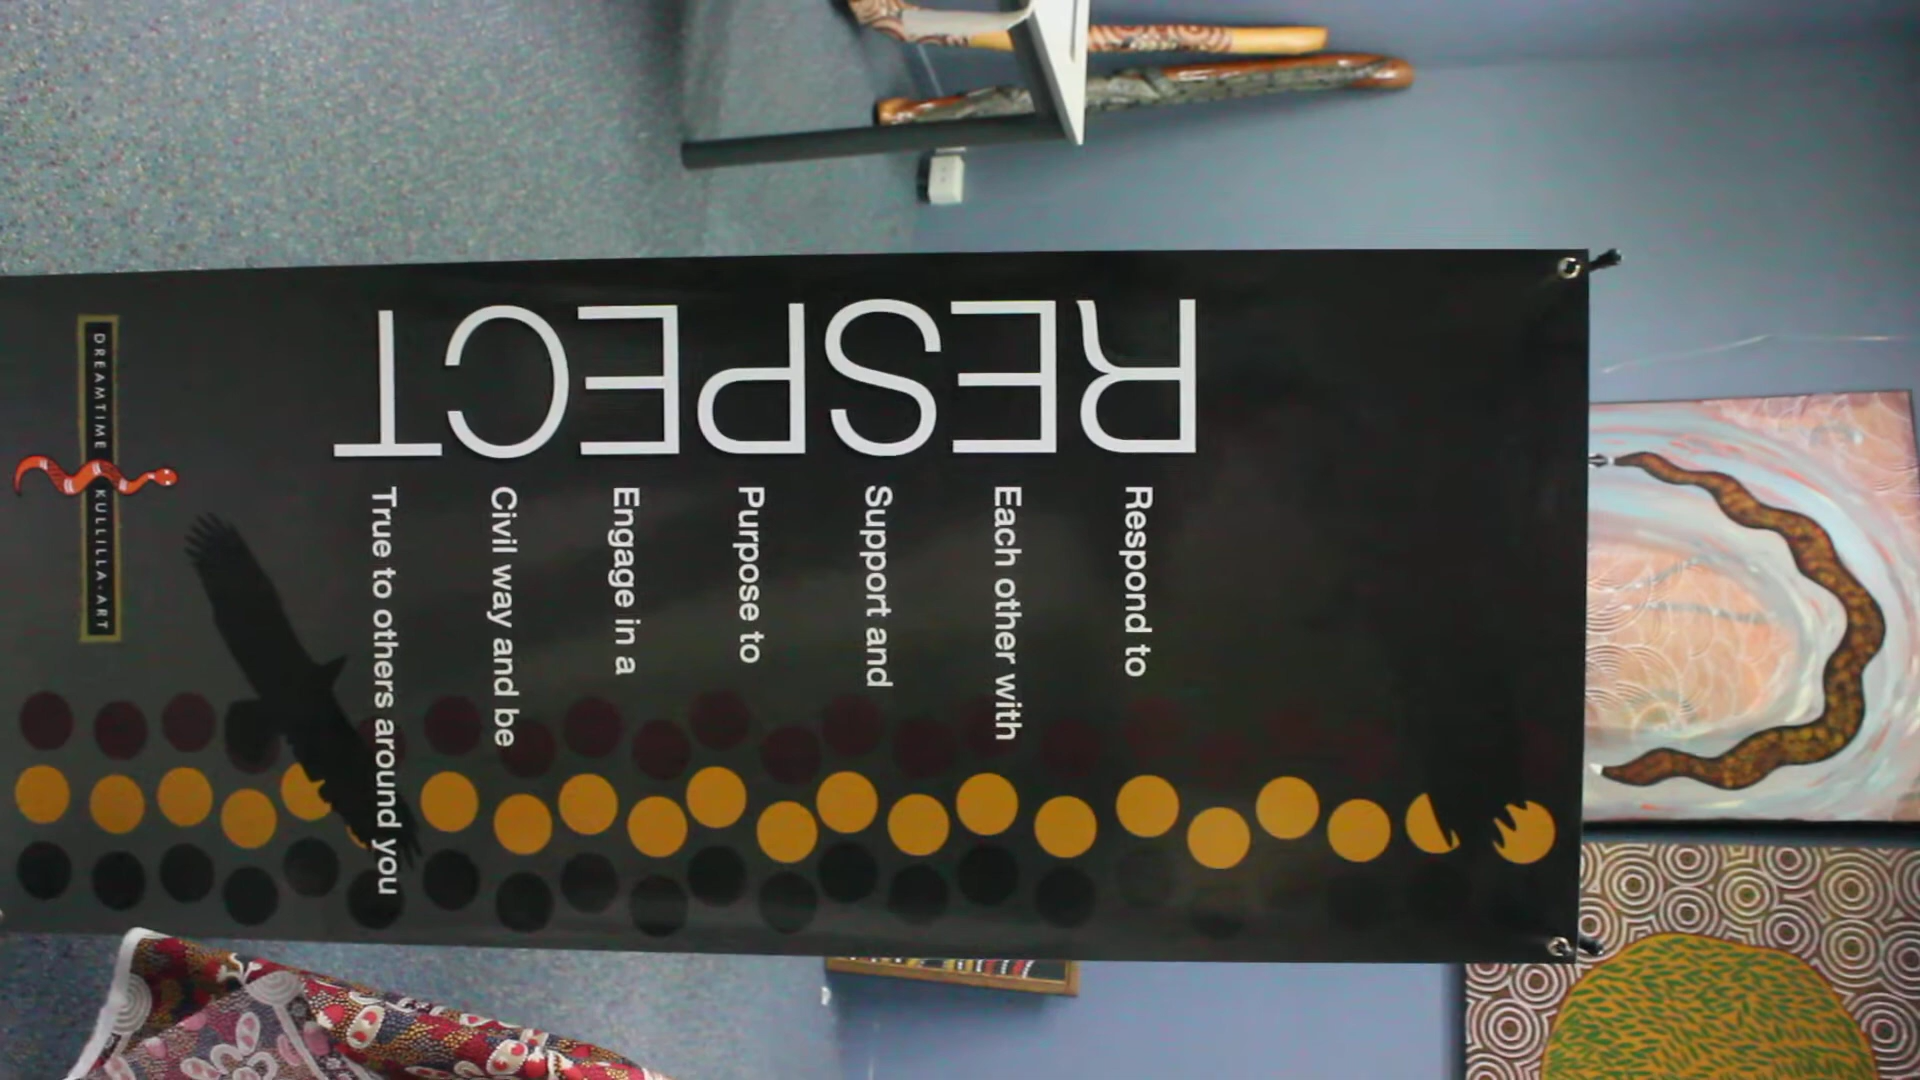 RESPECT
Respond to
Each other with
Support and
Purpose to
Engage in a
Civil way and be
True to others around you
DREAMTIME KULLILLA-ART